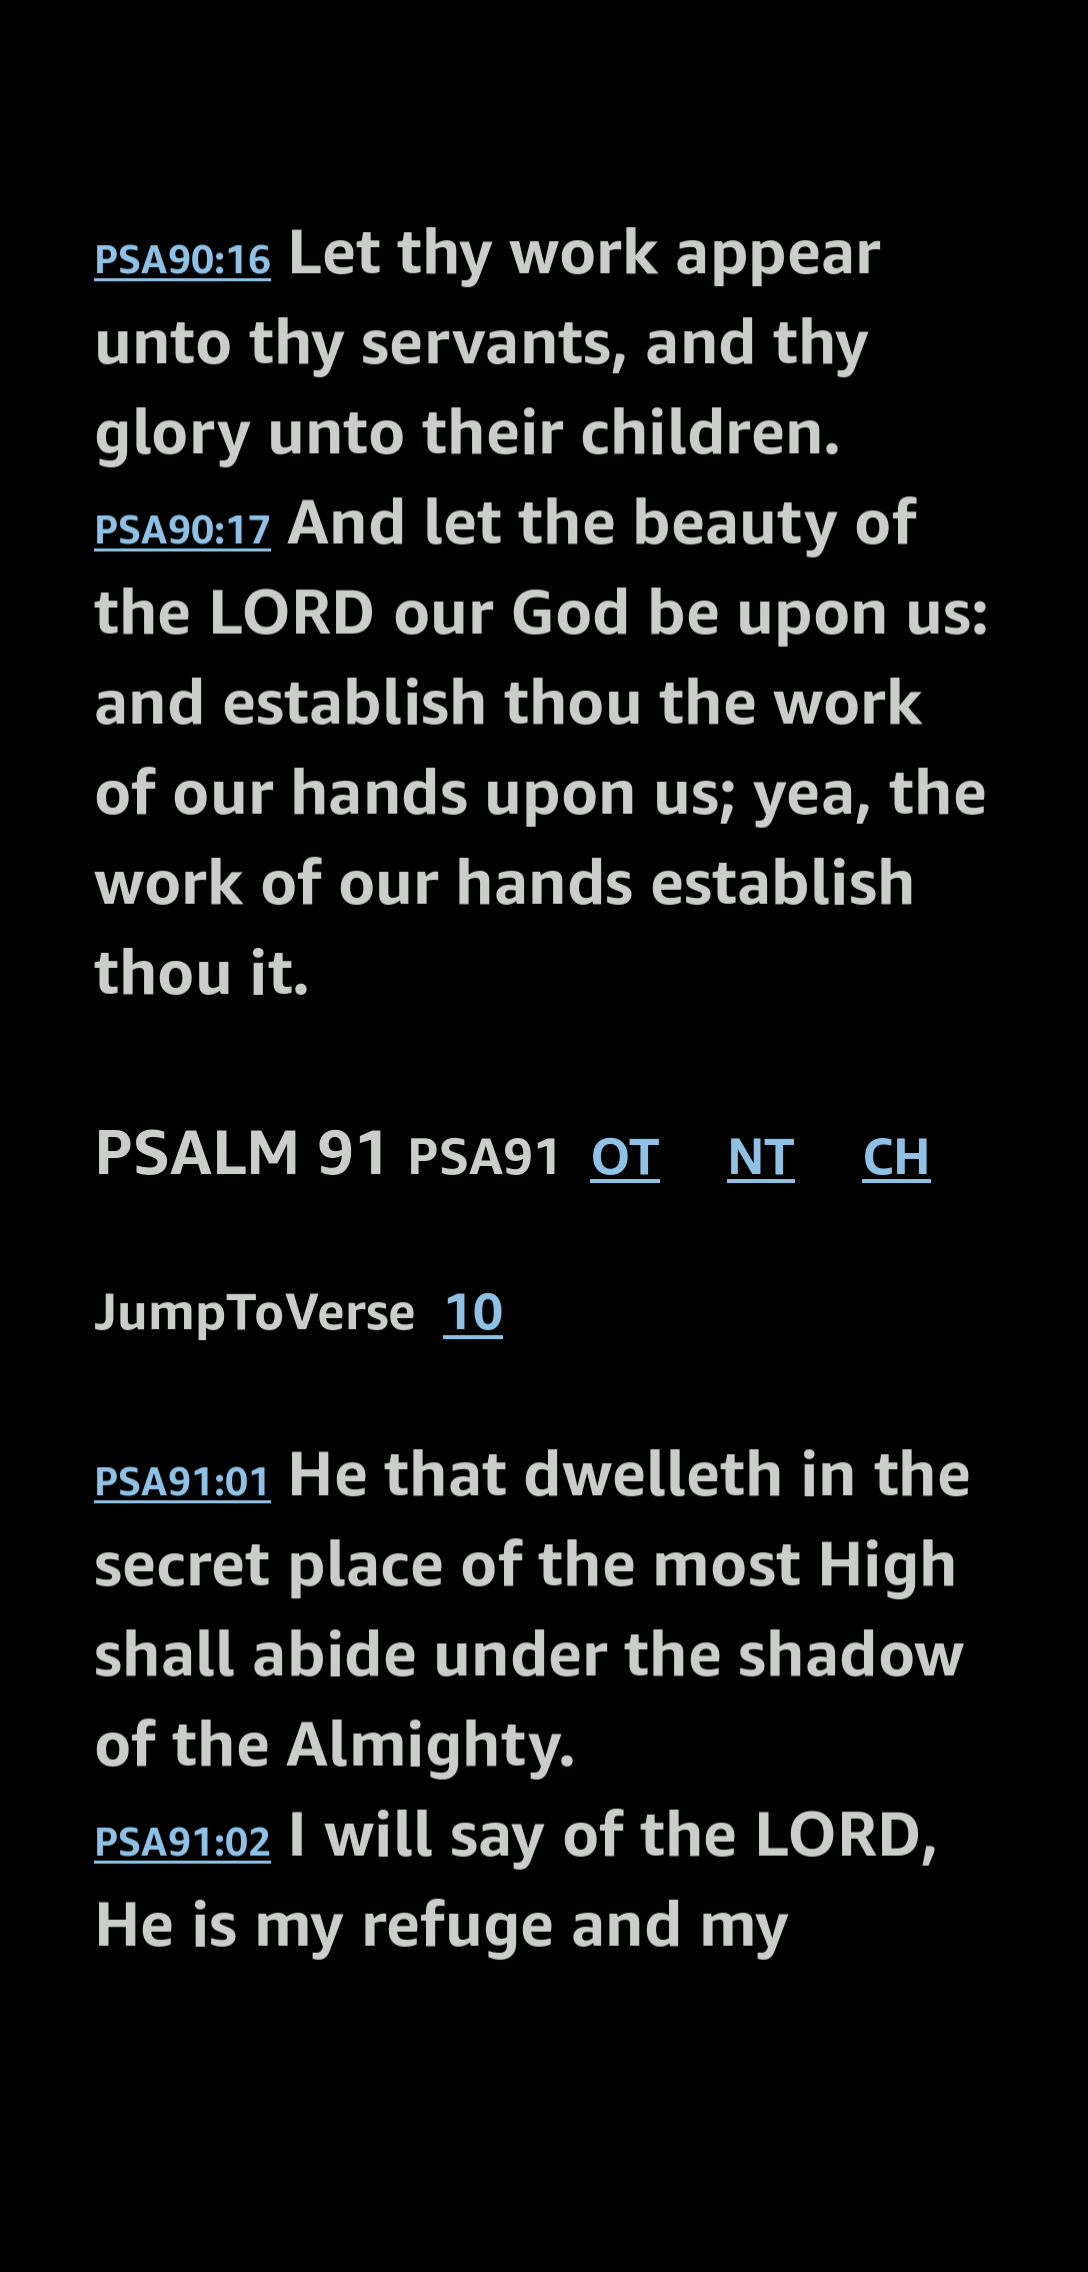 PSA90:16 Let thy work appear
unto thy servants, and thy
glory unto their children.
PSA90:17 And let the beauty of
the LORD our God be upon us:
and establish thou the work
of our hands upon us; yea, the
work of our hands establish
thou it.
PSALM 91 PSA91 OT NT CH
JumpToVerse 10
PSA91:01 He that dwelleth in the
secret place of the most High
shall abide under the shadow
of the Almighty.
PSA91:02 I will say of the LORD,
He is my refuge and my